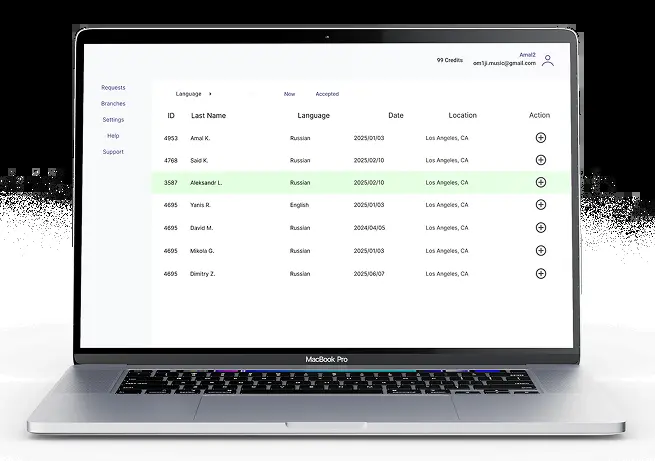 99 Credits
Amal2
om1ji.music@gmail.com
Requests
Branches
Settings
Help
Support
Language
New
Accepted
ID Last Name Language Date Location Action
4953 Amal K. Russian 2025/01/03 Los Angeles, CA
4768 Said K. Russian 2025/02/10 Los Angeles, CA
3587 Aleksandr L. Russian 2025/02/10 Los Angeles, CA
4695 Yanis R. English 2025/01/03 Los Angeles, CA
4695 David M. Russian 2024/04/05 Los Angeles, CA
4695 Mikola G. Russian 2025/01/03 Los Angeles, CA
4695 Dimitry Z. Russian 2025/06/07 Los Angeles, CA
MacBook Pro